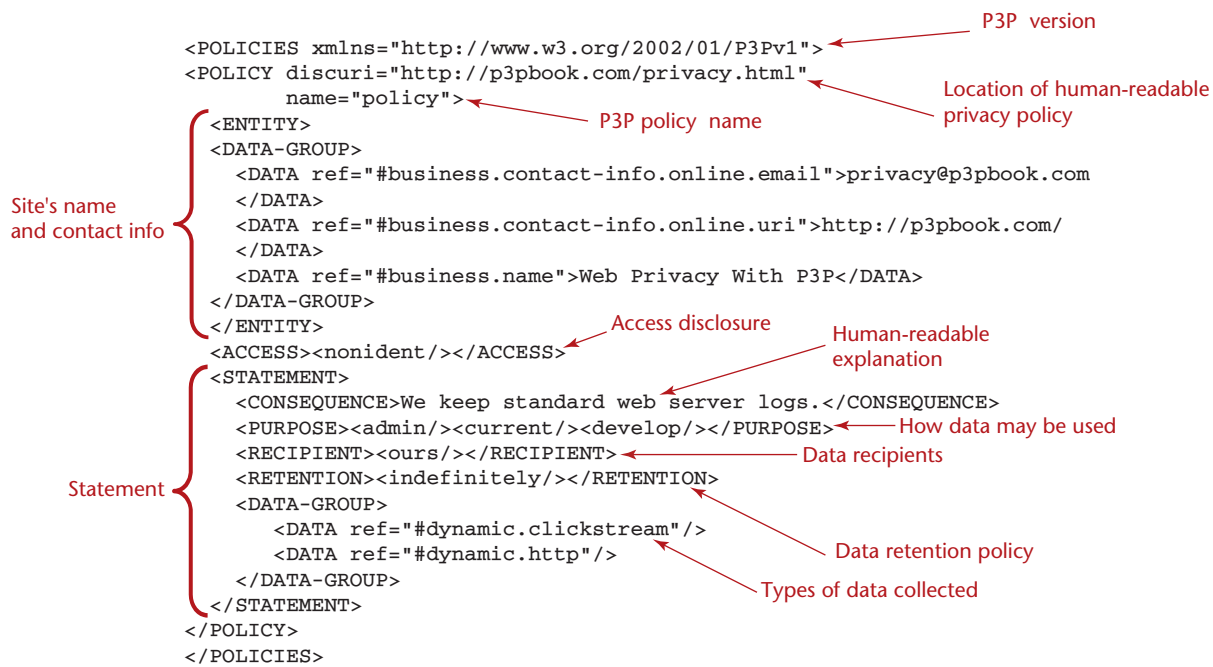 P3P version
<POLICIES xmlns="http://www.w3.org/2002/01/P3Pv1">
<POLICY discuri="http://p3pbook.com/privacy.html"
name="policy">
Location of human-readable
privacy policy
P3P policy name
<ENTITY>
<DATA-GROUP>
<DATA ref="#business.contact-info.online.email">privacy@p3pbook.com
</DATA>
Site's name
and contact info
<DATA ref="#business.contact-info.online.uri">http://p3pbook.com/
</DATA>
<DATA ref="#business.name">Web Privacy With P3P</DATA>
</DATA-GROUP>
</ENTITY>
Access disclosure
<ACCESS><nonident/></ACCESS>
Human-readable
explanation
<STATEMENT>
<CONSEQUENCE>We keep standard web server logs.</CONSEQUENCE>
<PURPOSE><admin/><current/><develop/></PURPOSE>
How data may be used
<RECIPIENT><ours/></RECIPIENT>
Data recipients
Statement
<RETENTION><indefinitely/></RETENTION>
<DATA-GROUP>
<DATA ref="#dynamic.clickstream"/>
<DATA ref="#dynamic.http"/>
Data retention policy
</DATA-GROUP>
Types of data collected
</STATEMENT>
</POLICY>
</POLICIES>